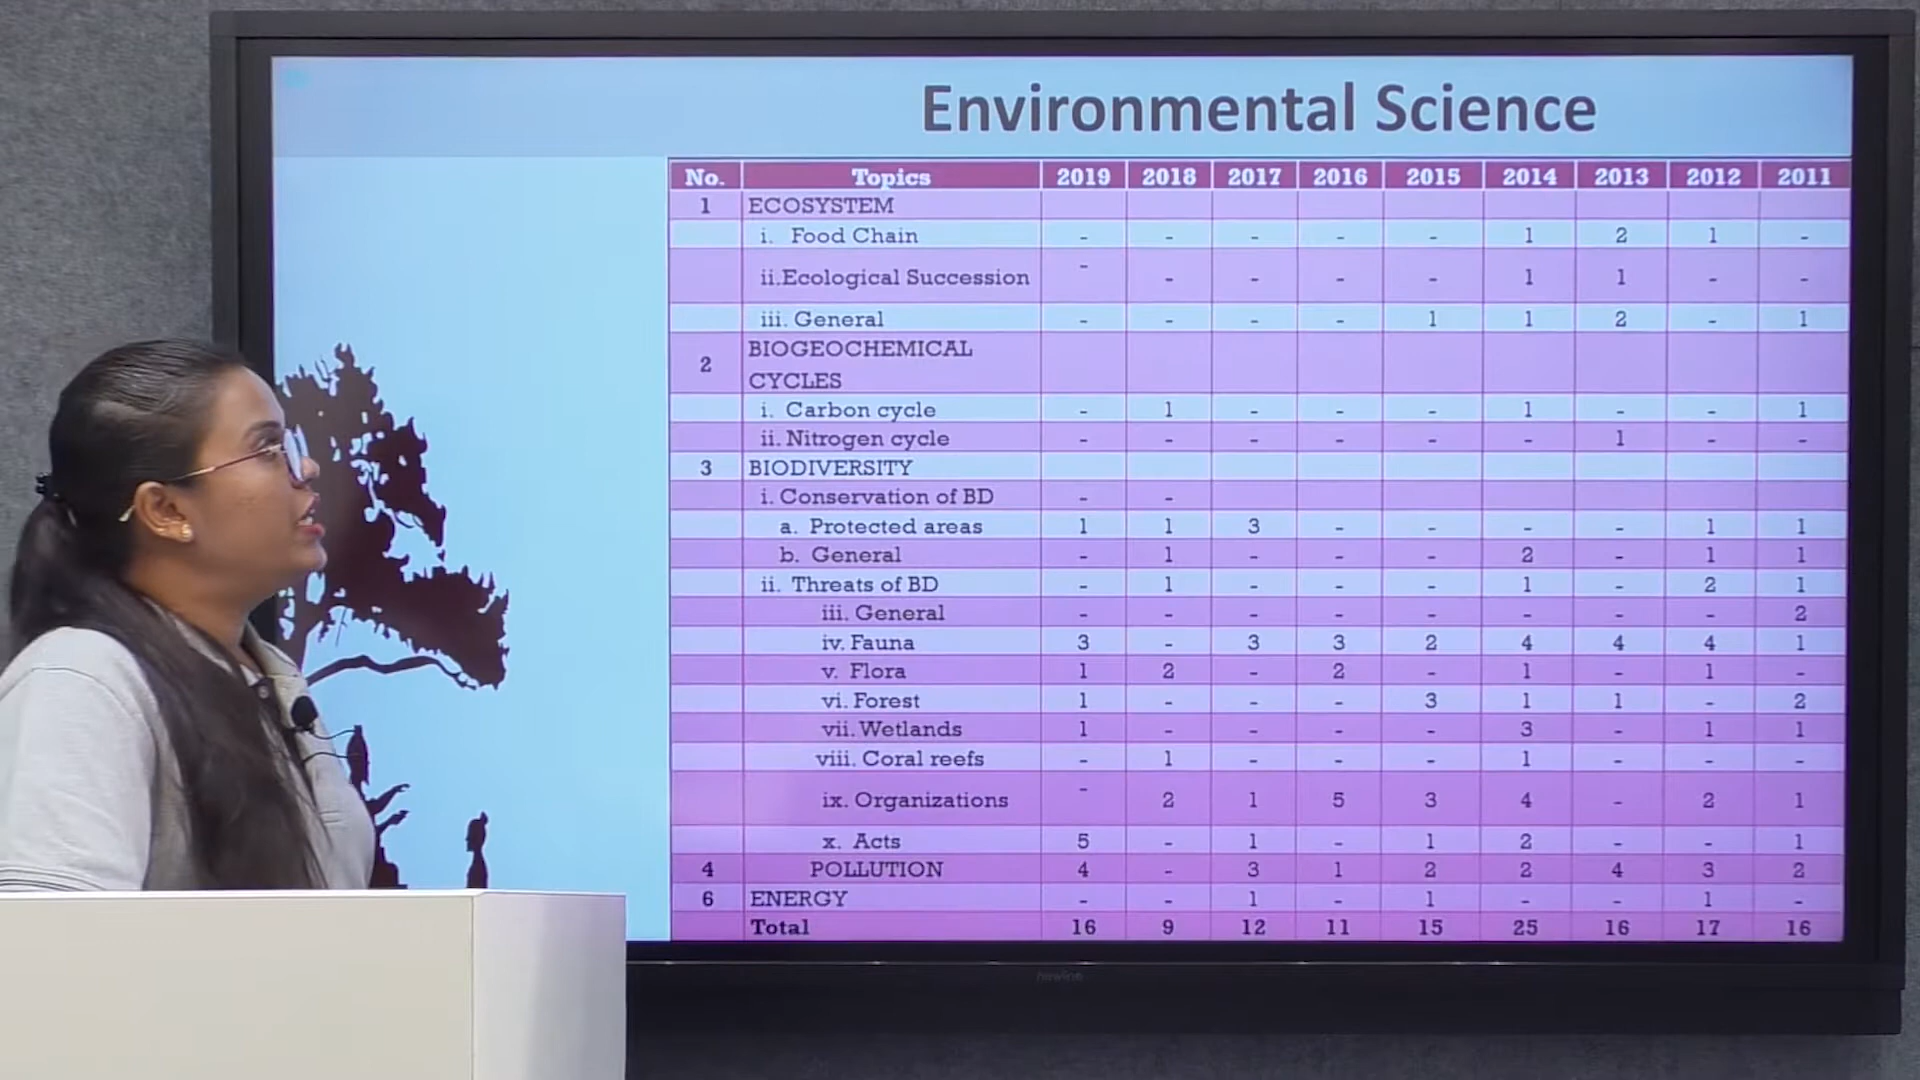 Environmental Science
No. Topics 2019 2018 2017 2016 2015 2014 2013 2012 2011
1 ECOSYSTEM
i. Food Chain - - - - - 1 2 1 -
ii.Ecological Succession - - - - - 1 1 - -
iii. General - - - - 1 1 2 - 1
2 BIOGEOCHEMICAL
CYCLES
i. Carbon cycle - 1 - - - 1 - - 1
ii. Nitrogen cycle - - - - - - 1 - -
3 BIODIVERSITY
i. Conservation of BD - -
a. Protected areas 1 1 3 - - - - 1 1
b. General - 1 - - - 2 - 1 1
ii. Threats of BD - 1 - - - 1 - 2 1
iii. General - - - - - - - - 2
iv. Fauna 3 - 3 3 2 4 4 4 1
v. Flora 1 2 - 2 - 1 - 1 -
vi. Forest 1 - - - 3 1 1 - 2
vii. Wetlands 1 - - - - 3 - 1 1
viii. Coral reefs - 1 - - - 1 - - -
ix. Organizations - 2 1 5 3 4 - 2 1
x. Acts 5 - 1 - 1 2 - - 1
4 POLLUTION 4 - 3 1 2 2 4 3 2
6 ENERGY - - 1 - 1 - - 1 -
Total 16 9 12 11 15 25 16 17 16
newline